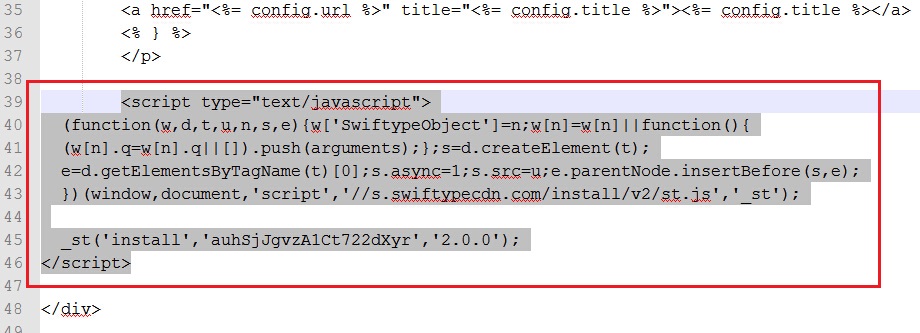 35 <a href="<%= config.url %>" title="<%= config.title %>"><%= config.title %></a>
36 <% } %>
37 </p>
38
39 <script type="text/javascript">
40 (function(w,d,t,u,n,s,e){w['SwiftypeObject']=n;w[n]=w[n]||function(){
41 (w[n].q=w[n].q||[]).push(arguments);};s=d.createElement(t);
42 e=d.getElementsByTagName(t)[0];s.async=1;s.src=u;e.parentNode.insertBefore(s,e);
43 })(window,document,'script','//s.swiftypecdn.com/install/v2/st.js','_st');
44
45 _st('install','auhSjJgvzA1Ct722dXyr','2.0.0');
46 </script>
47
48 </div>
49